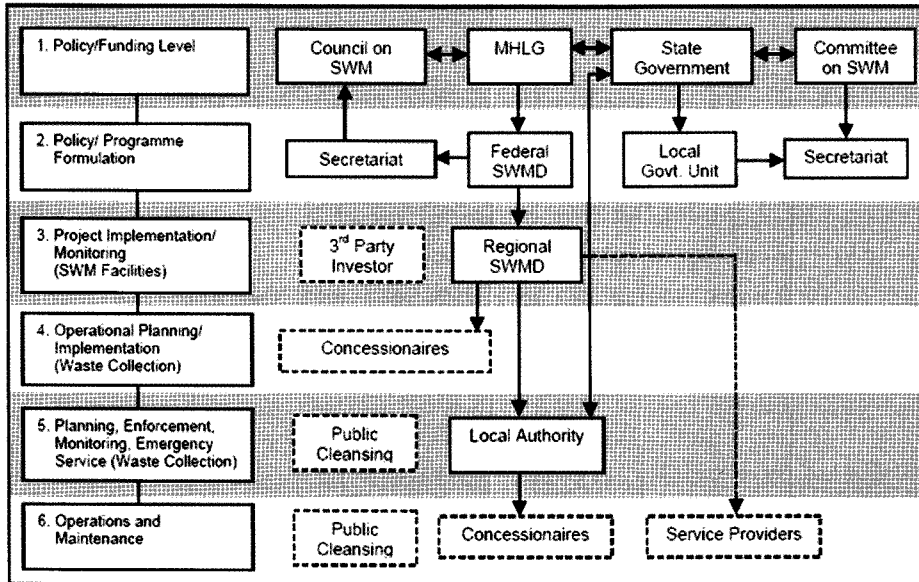 1. Policy/Funding Level
Council on
SWM
MHLG
State
Government
Committee
on SWM
2. Policy/ Programme
Formulation
Secretariat
Federal
SWMD
Local
Govt. Unit
Secretariat
3. Project Implementation/
Monitoring
(SWM Facilities)
3rd Party
Investor
Regional
SWMD
4. Operational Planning/
Implementation
(Waste Collection)
Concessionaires
5. Planning, Enforcement,
Monitoring, Emergency
Service (Waste Collection)
Public
Cleansing
Local Authority
6. Operations and
Maintenance
Public
Cleansing
Concessionaires
Service Providers